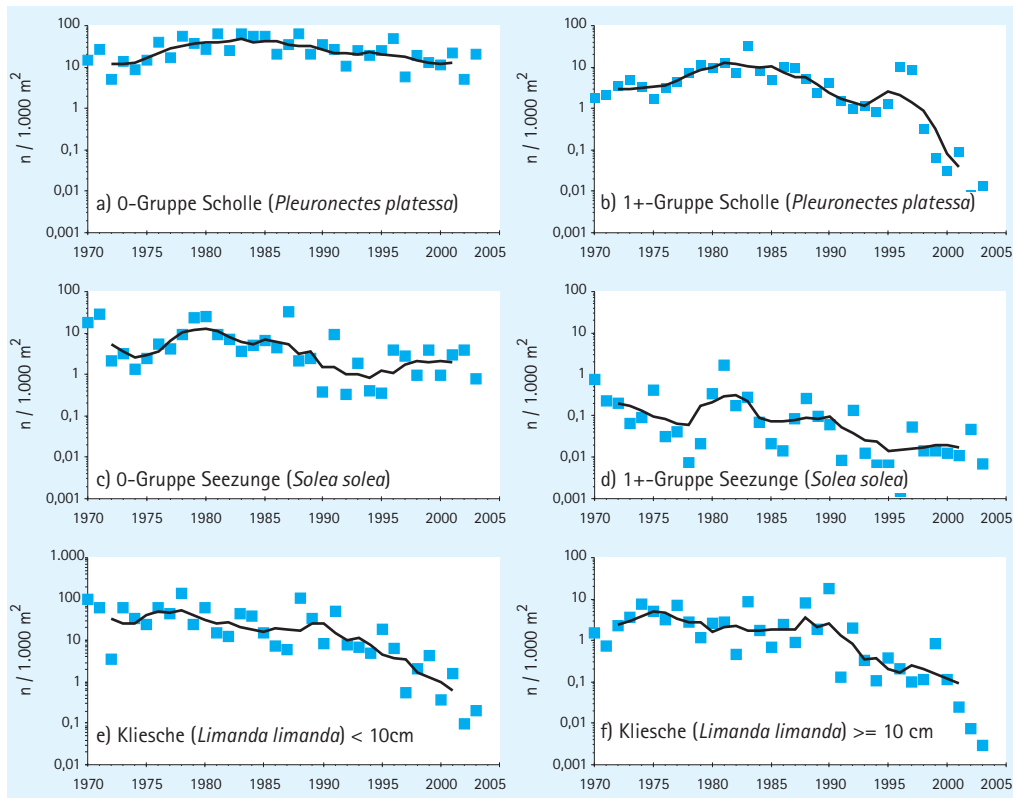 n / 1.000 m²
100
10
1
0,1
0,01
0,001
a) 0-Gruppe Scholle (Pleuronectes platessa)
1970 1975 1980 1985 1990 1995 2000 2005
n / 1.000 m²
100
10
1
0,1
0,01
0,001
b) 1+-Gruppe Scholle (Pleuronectes platessa)
1970 1975 1980 1985 1990 1995 2000 2005
n / 1.000 m²
100
10
1
0,1
0,01
0,001
c) 0-Gruppe Seezunge (Solea solea)
1970 1975 1980 1985 1990 1995 2000 2005
n / 1.000 m²
100
10
1
0,1
0,01
0,001
d) 1+-Gruppe Seezunge (Solea solea)
1970 1975 1980 1985 1990 1995 2000 2005
n / 1.000 m²
1.000
100
10
1
0,1
0,01
e) Kliesche (Limanda limanda) < 10cm
1970 1975 1980 1985 1990 1995 2000 2005
n / 1.000 m²
100
10
1
0,1
0,01
0,001
f) Kliesche (Limanda limanda) >= 10 cm
1970 1975 1980 1985 1990 1995 2000 2005